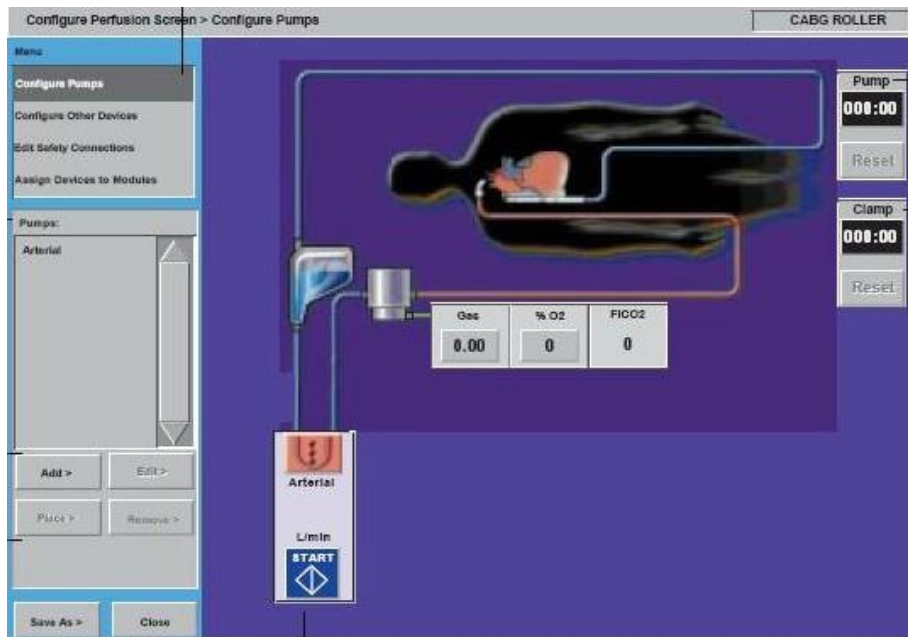 Configure Perfusion Screen > Configure Pumps
CABG ROLLER
Menu
Configure Pumps
Configure Other Devices
Edit Safety Connections
Assign Devices to Modules
Pumps:
Arterial
Add >
Edit >
Place >
Remove >
Save As >
Close
Pump
000:00
Reset
Clamp
000:00
Reset
Gas
% O2
FICO2
0.00
0
0
Arterial
L/min
START